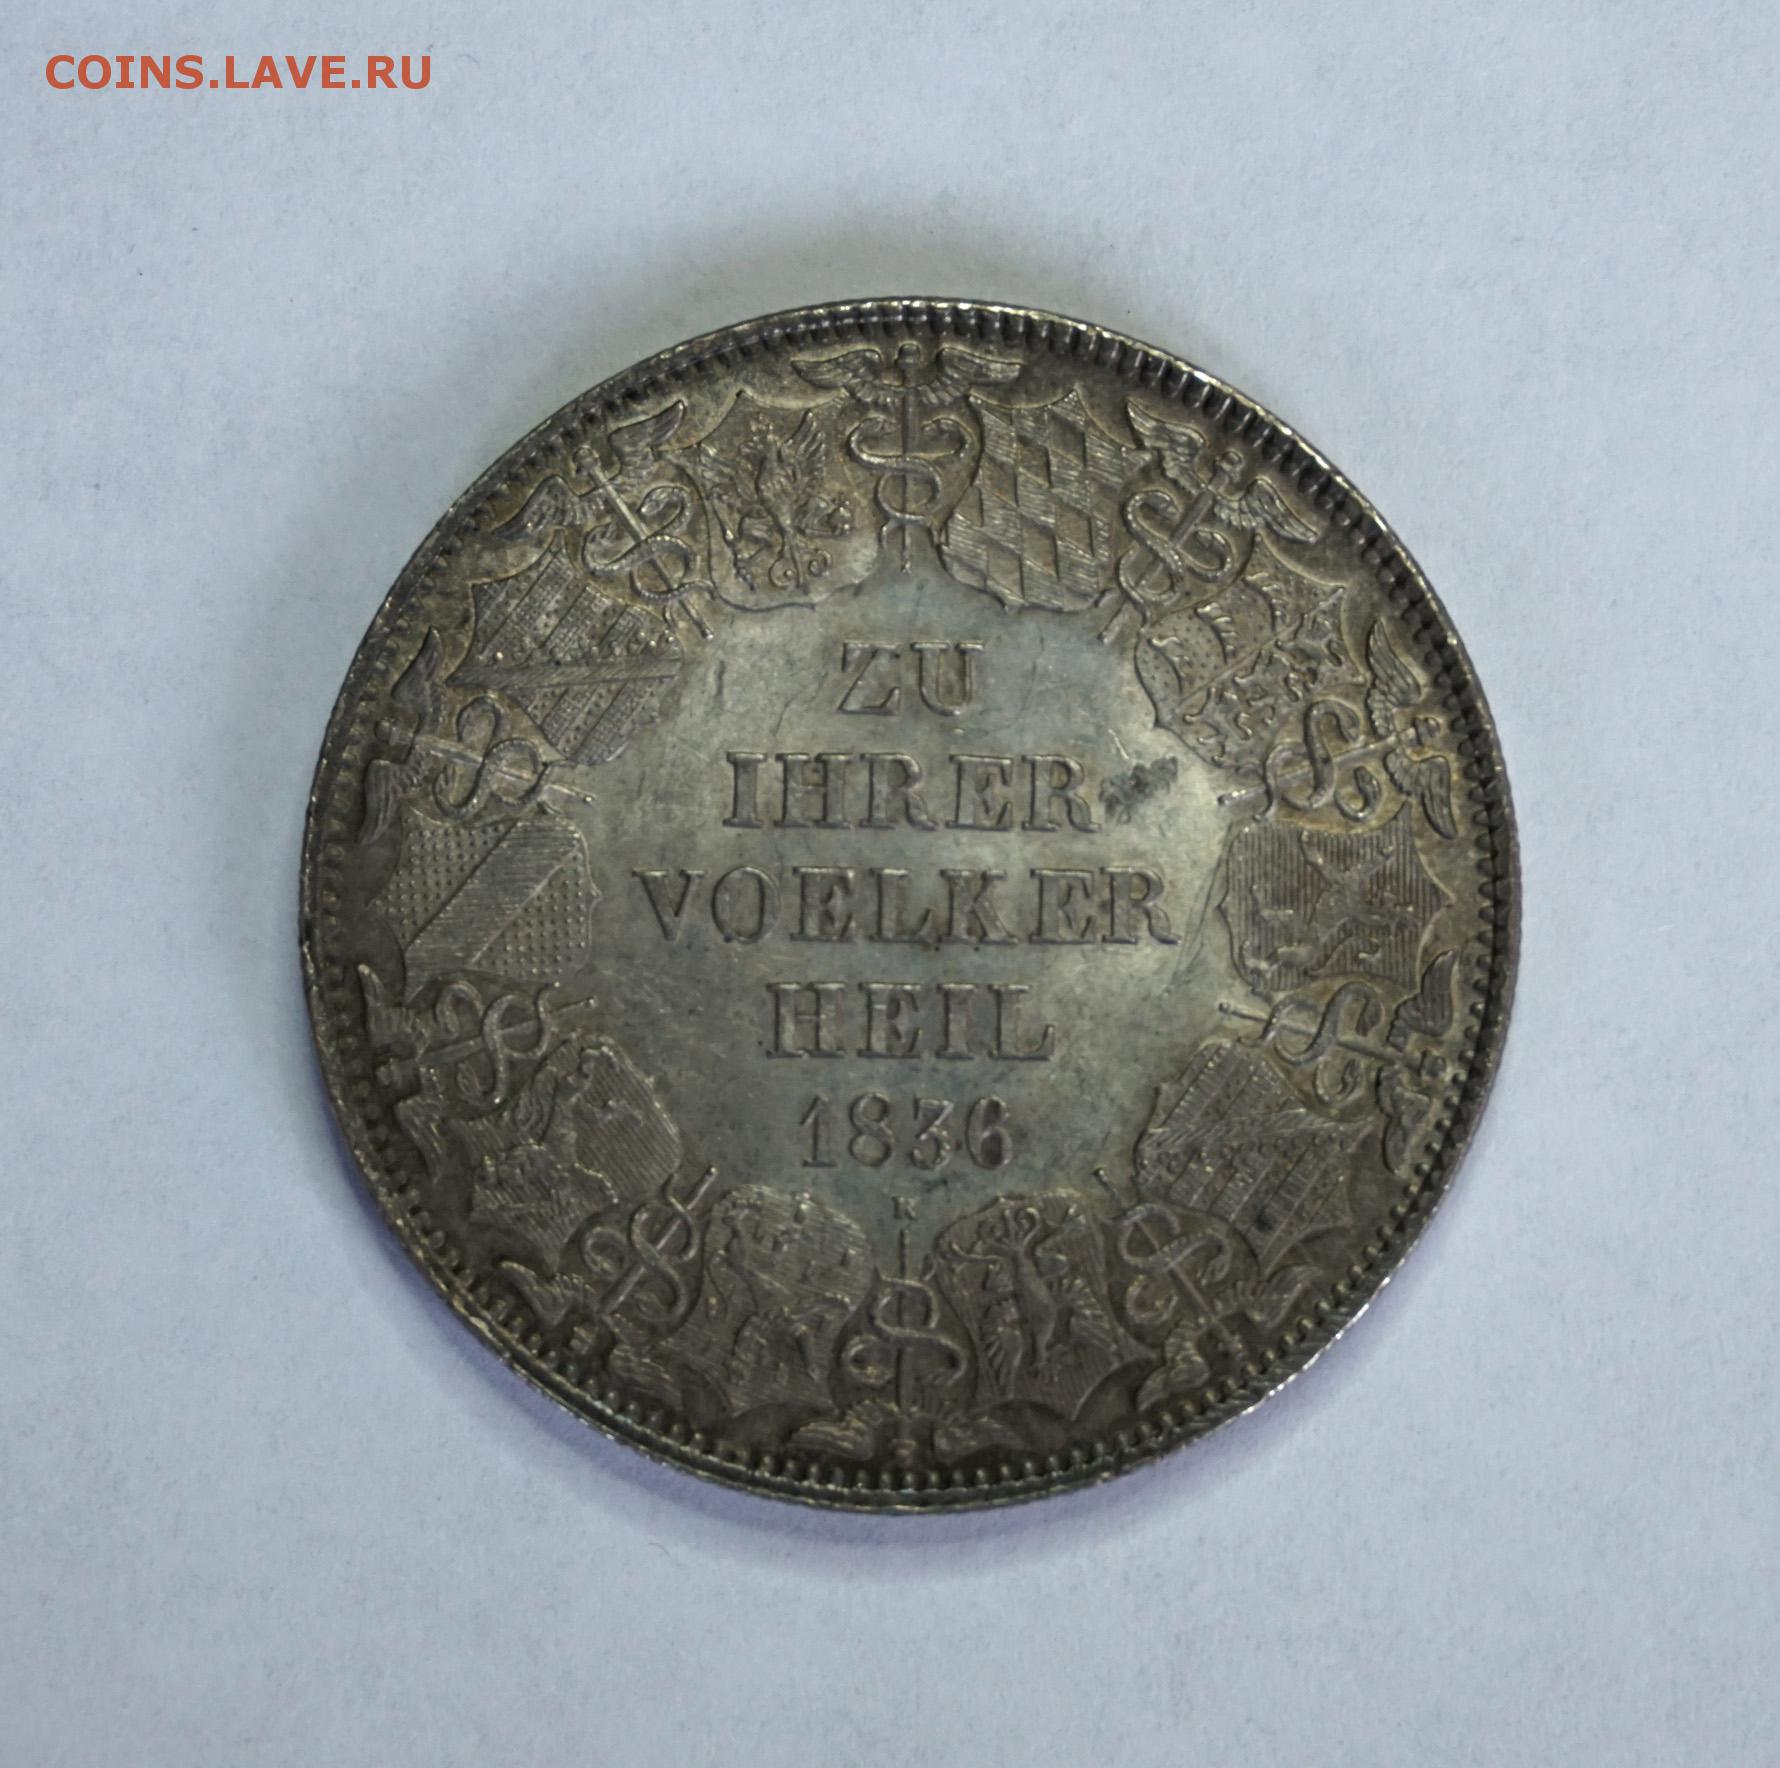 COINS.LAVE.RU
ZU
IHRER
VOELKER
HEIL
1836
K